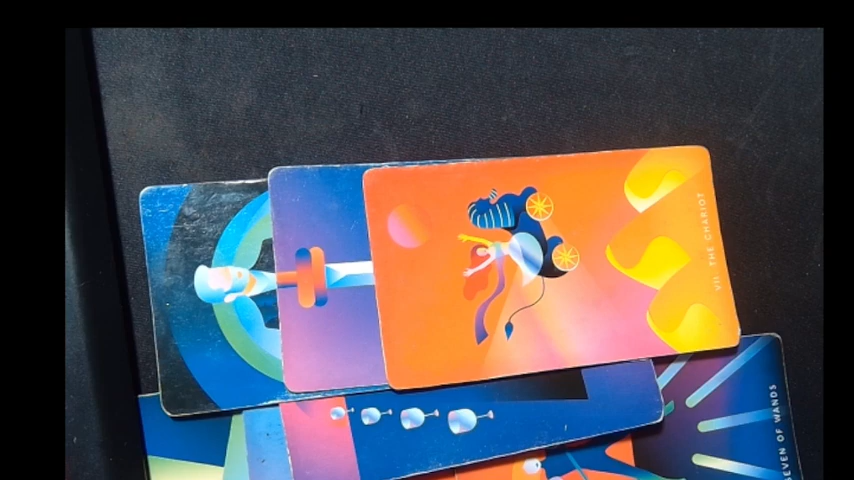 VII. THE CHARIOT
SEVEN OF WANDS